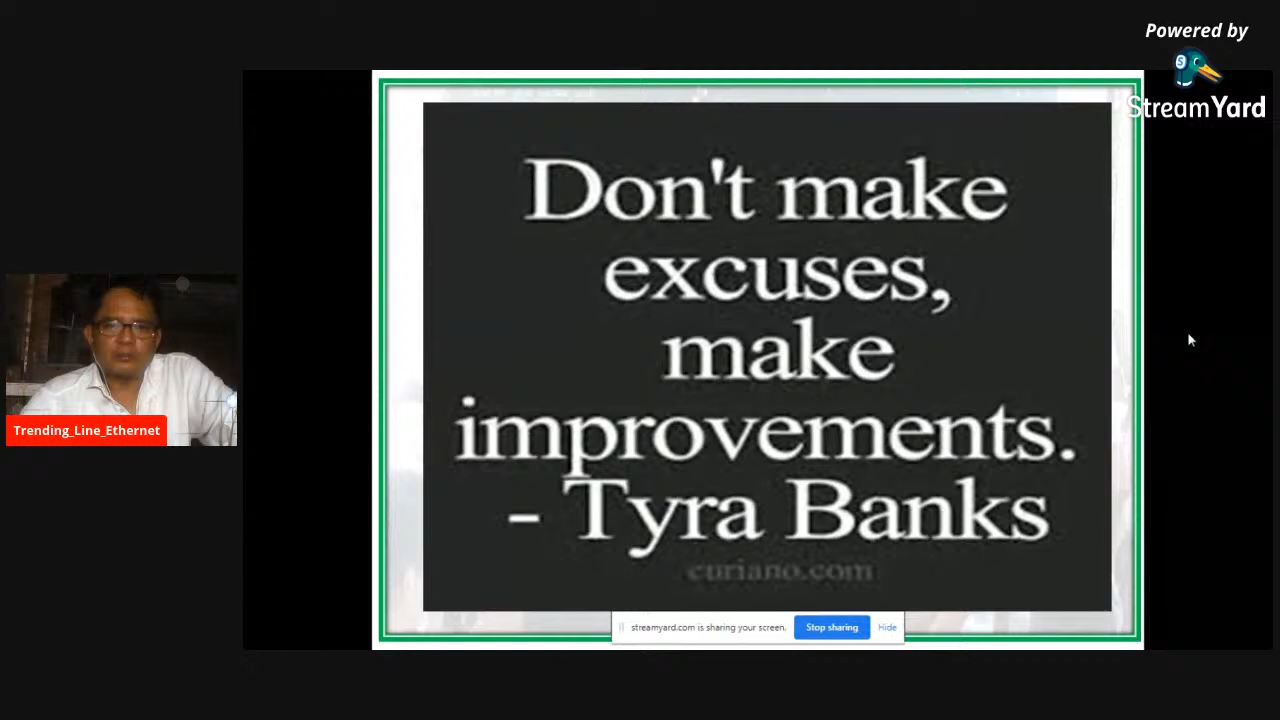 Powered by
StreamYard
Don't make
excuses,
make
improvements.
- Tyra Banks
curiano.com
Trending_Line_Ethernet
streamyard.com is sharing your screen.
Stop sharing
Hide